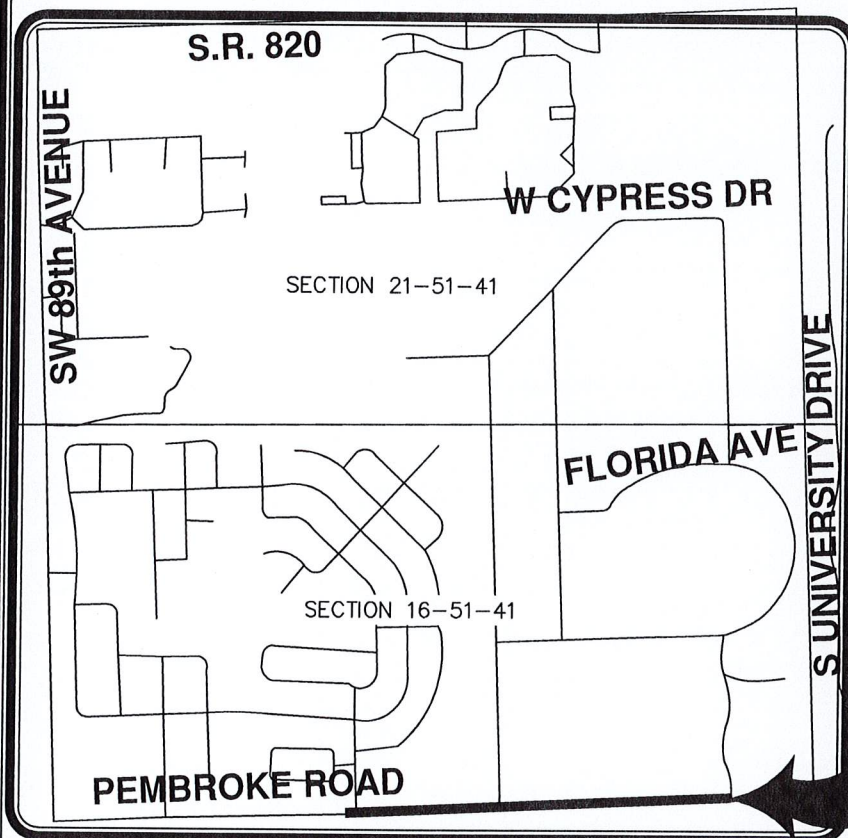 S.R. 820
SW 89th AVENUE
W CYPRESS DR
SECTION 21-51-41
S UNIVERSITY DRIVE
FLORIDA AVE
SECTION 16-51-41
PEMBROKE ROAD